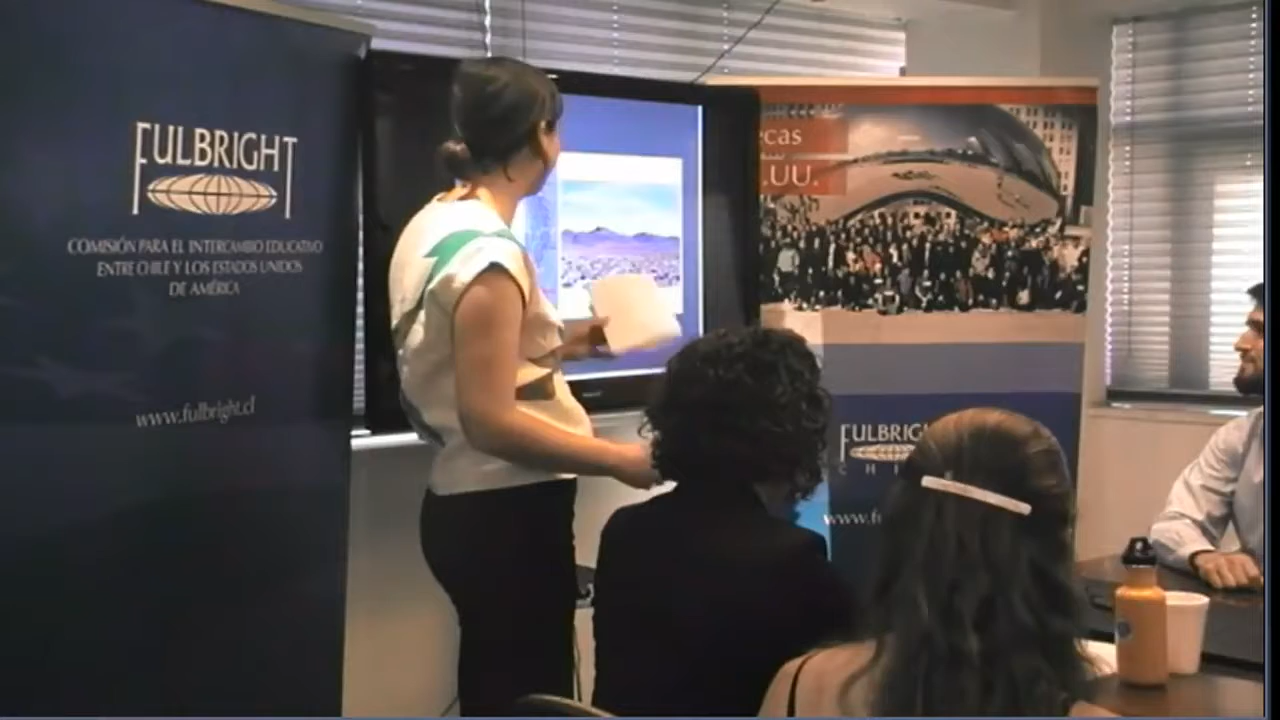 FULBRIGHT
COMISIÓN PARA EL INTERCAMBIO EDUCATIVO
ENTRE CHILE Y LOS ESTADOS UNIDOS
DE AMÉRICA
www.fulbright.cl
ecas
.UU.
FULBRIG
C H I
www.fu